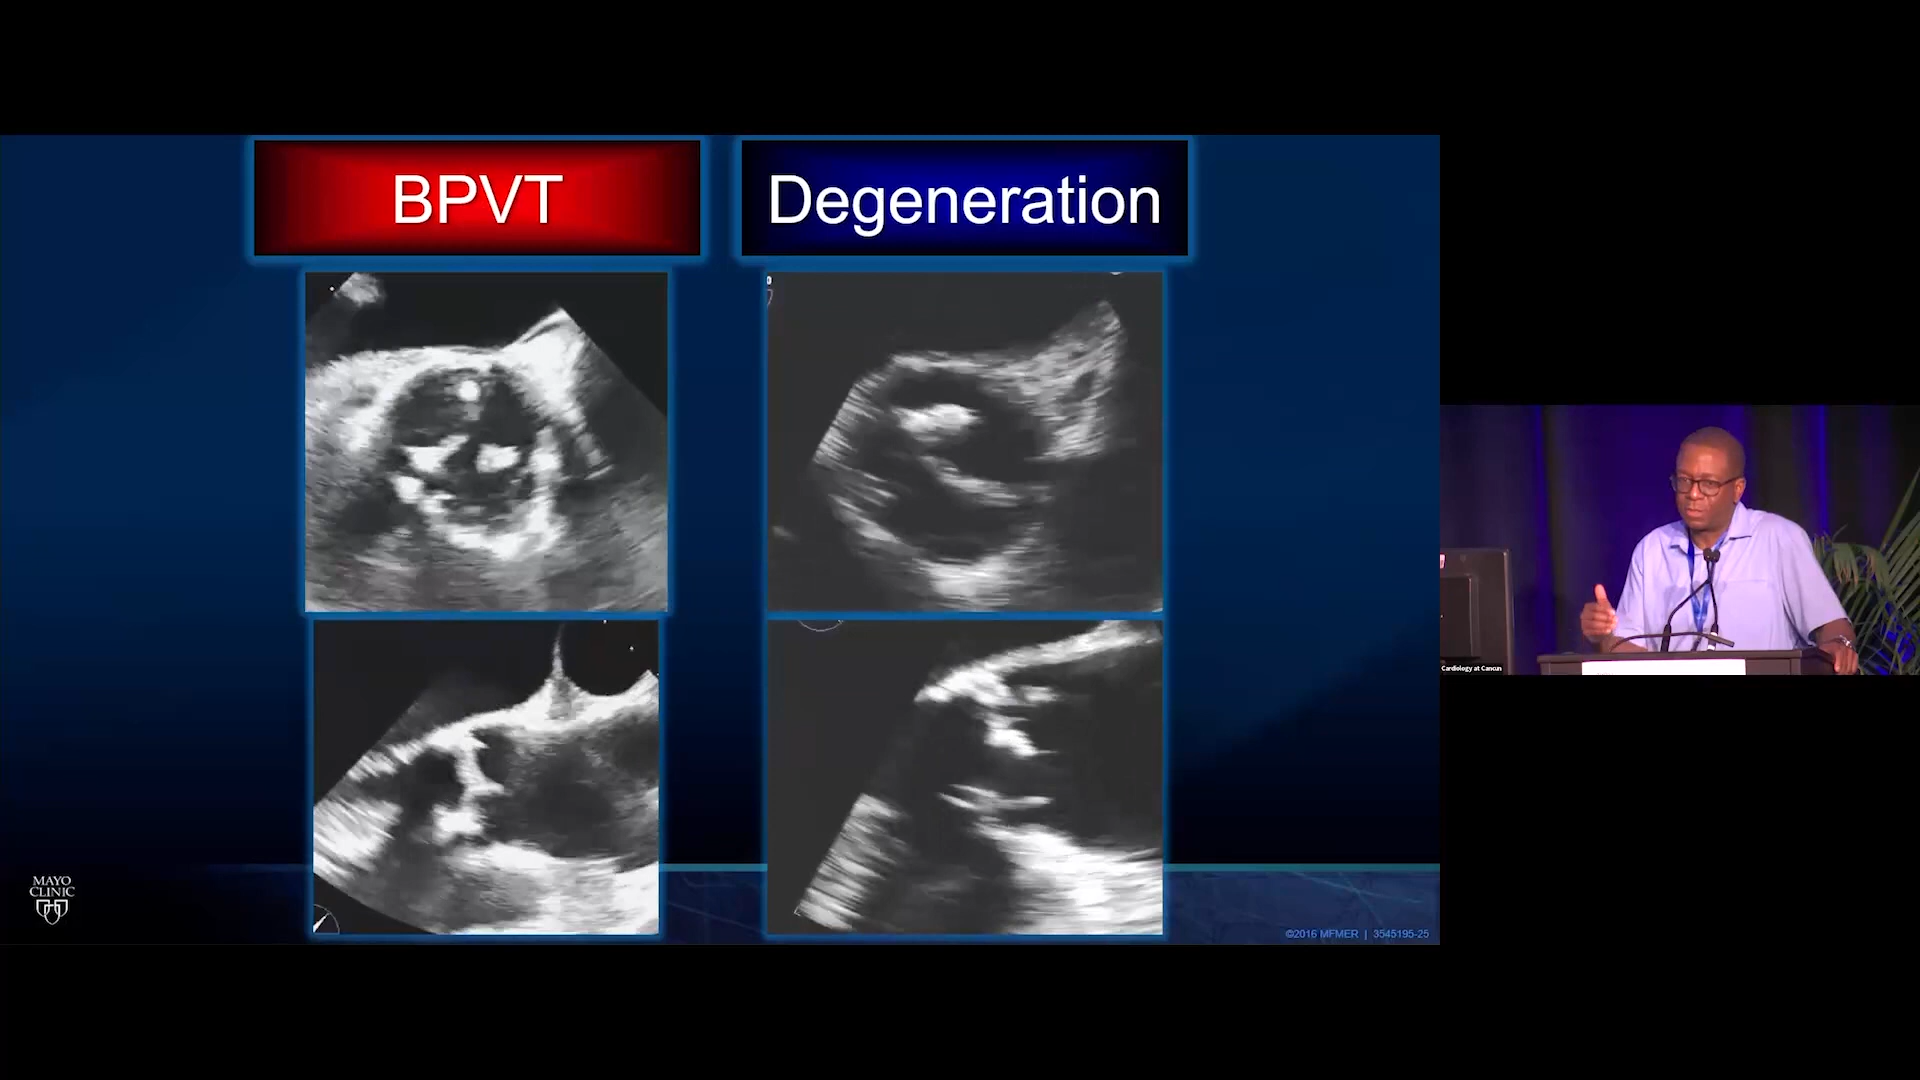 BPVT
Degeneration
MAYO
CLINIC
©2016 MFMER | 3545195-25
Cardiology at Cancun